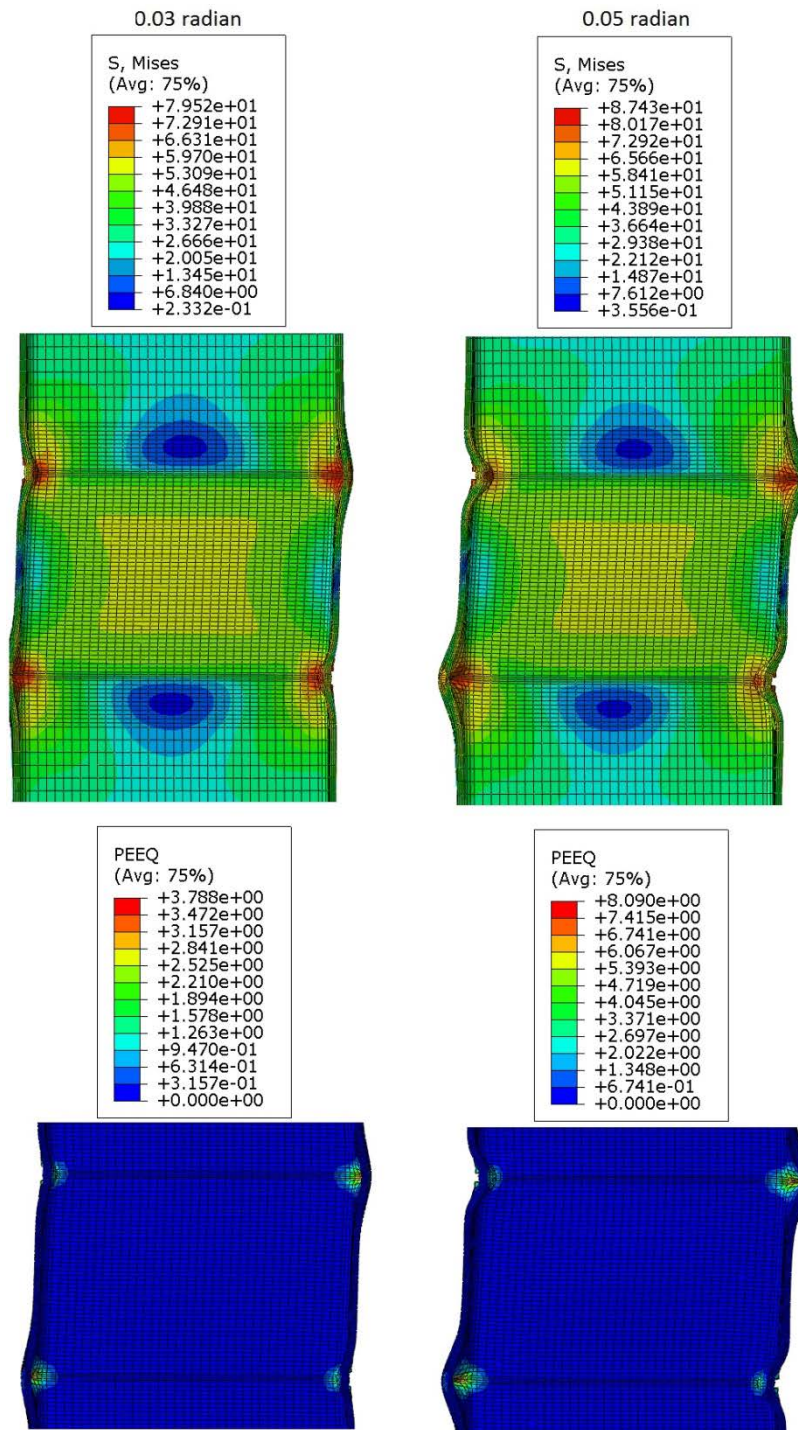 0.03 radian
0.05 radian
S, Mises
(Avg: 75%)
+7.952e+01
+7.291e+01
+6.631e+01
+5.970e+01
+5.309e+01
+4.648e+01
+3.988e+01
+3.327e+01
+2.666e+01
+2.005e+01
+1.345e+01
+6.840e+00
+2.332e-01
S, Mises
(Avg: 75%)
+8.743e+01
+8.017e+01
+7.292e+01
+6.566e+01
+5.841e+01
+5.115e+01
+4.389e+01
+3.664e+01
+2.938e+01
+2.212e+01
+1.487e+01
+7.612e+00
+3.556e-01
PEEQ
(Avg: 75%)
+3.788e+00
+3.472e+00
+3.157e+00
+2.841e+00
+2.525e+00
+2.210e+00
+1.894e+00
+1.578e+00
+1.263e+00
+9.470e-01
+6.314e-01
+3.157e-01
+0.000e+00
PEEQ
(Avg: 75%)
+8.090e+00
+7.415e+00
+6.741e+00
+6.067e+00
+5.393e+00
+4.719e+00
+4.045e+00
+3.371e+00
+2.697e+00
+2.022e+00
+1.348e+00
+6.741e-01
+0.000e+00